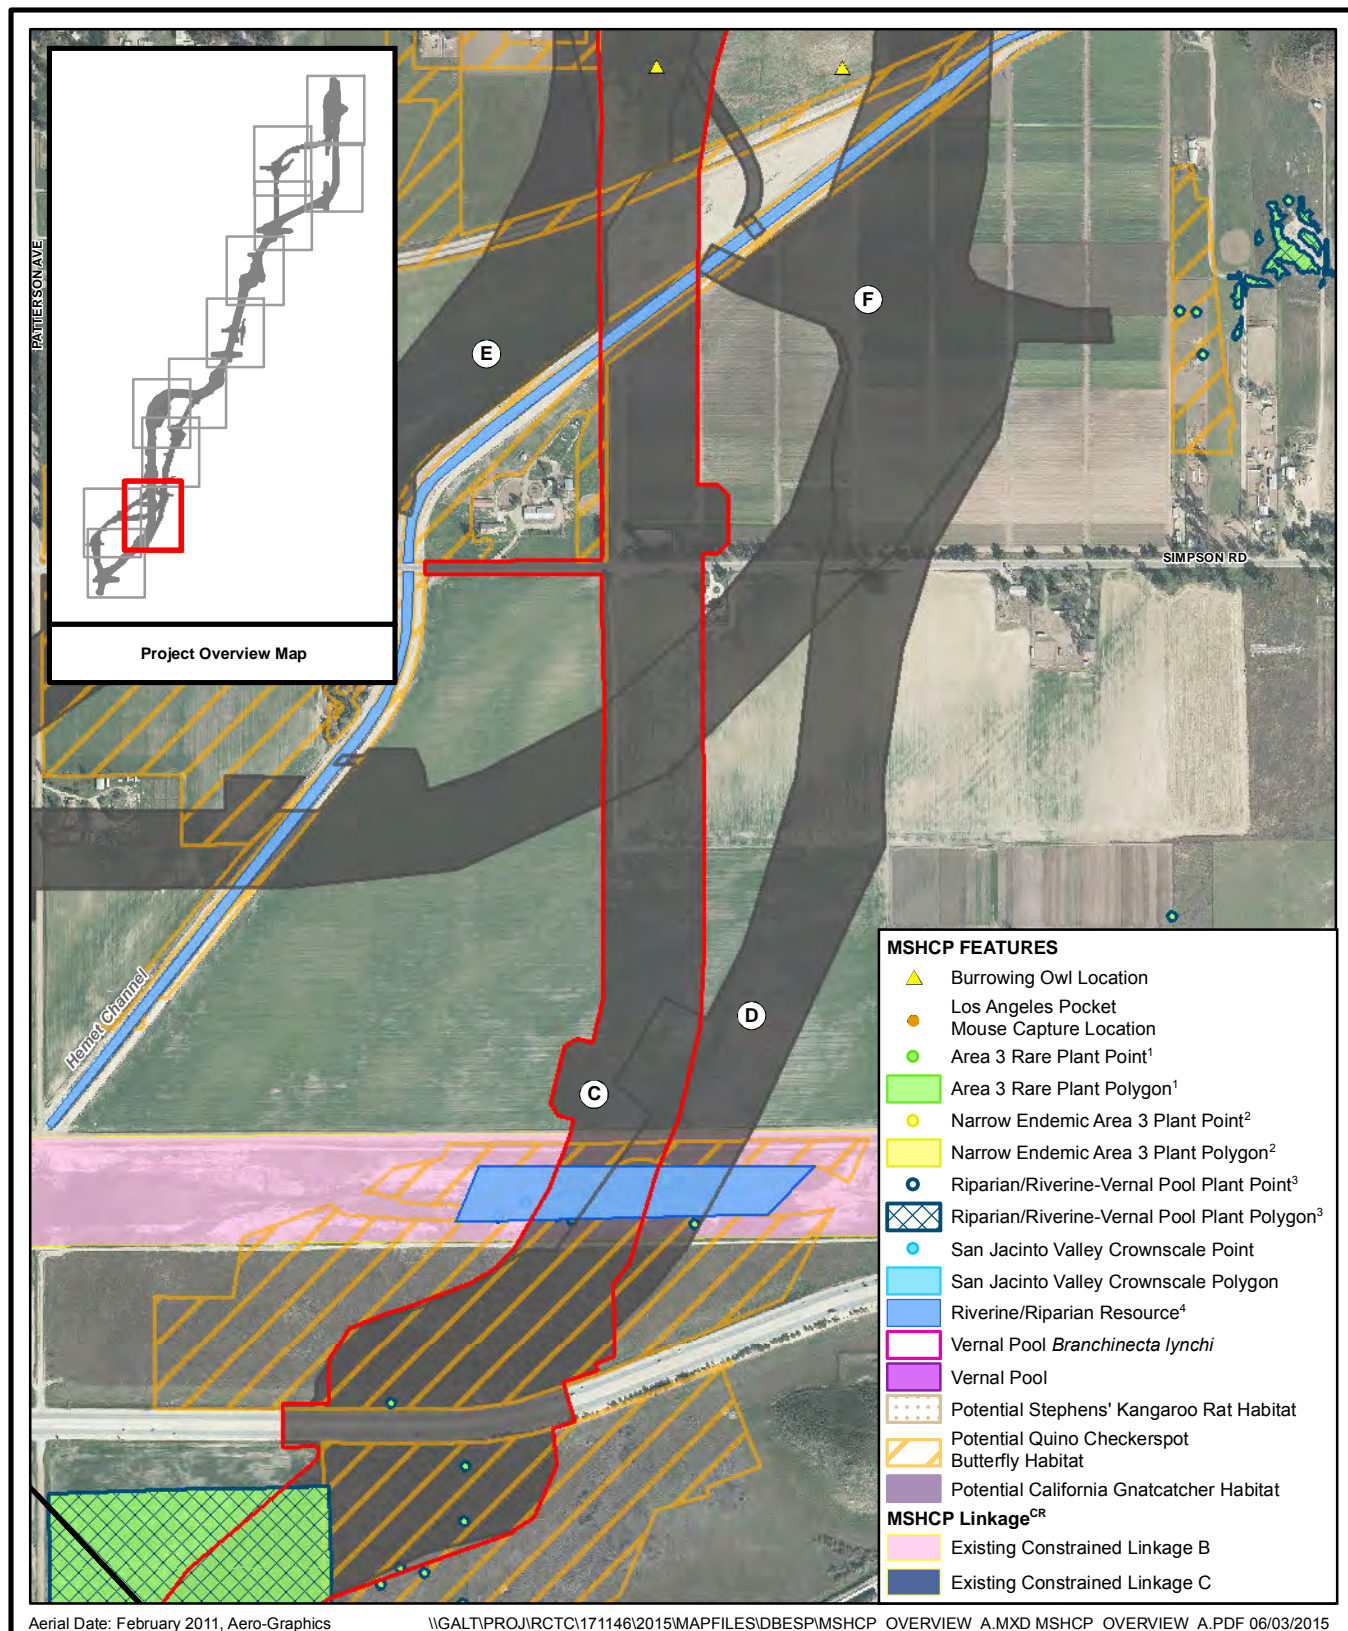 PATTERSON AVE
Project Overview Map
E
F
SIMPSON RD
D
C
Hemet Channel
MSHCP FEATURES
Burrowing Owl Location
Los Angeles Pocket
Mouse Capture Location
Area 3 Rare Plant Point¹
Area 3 Rare Plant Polygon¹
Narrow Endemic Area 3 Plant Point²
Narrow Endemic Area 3 Plant Polygon²
Riparian/Riverine-Vernal Pool Plant Point³
Riparian/Riverine-Vernal Pool Plant Polygon³
San Jacinto Valley Crownscale Point
San Jacinto Valley Crownscale Polygon
Riverine/Riparian Resource⁴
Vernal Pool Branchinecta lynchi
Vernal Pool
Potential Stephens' Kangaroo Rat Habitat
Potential Quino Checkerspot
Butterfly Habitat
Potential California Gnatcatcher Habitat
MSHCP Linkage^CR
Existing Constrained Linkage B
Existing Constrained Linkage C
Aerial Date: February 2011, Aero-Graphics
\\GALT\PROJ\RCTC\171146\2015\MAPFILES\DBESP\MSHCP_OVERVIEW_A.MXD MSHCP_OVERVIEW_A.PDF 06/03/2015